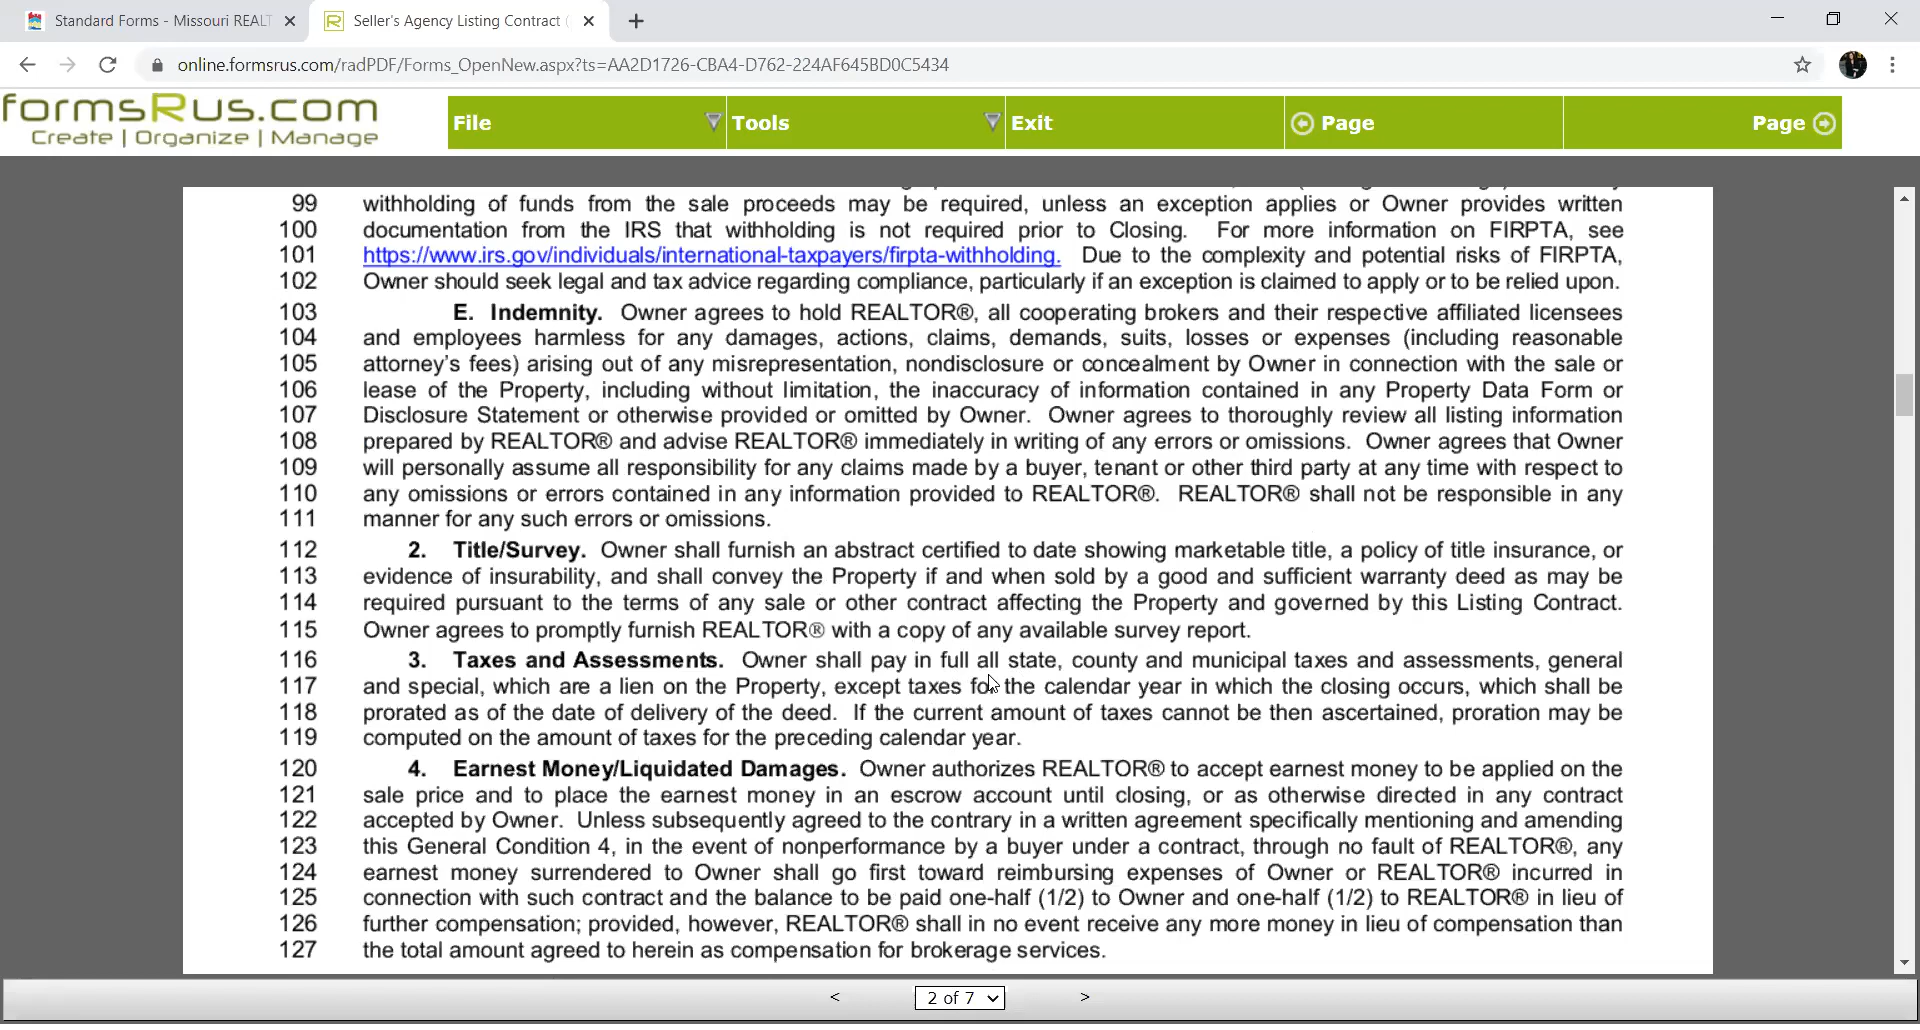 Standard Forms - Missouri REALT
Seller's Agency Listing Contract (
online.formsrus.com/radPDF/Forms_OpenNew.aspx?ts=AA2D1726-CBA4-D762-224AF645BD0C5434
formsRus.com
Create | Organize | Manage
File Tools Exit Page Page
99 withholding of funds from the sale proceeds may be required, unless an exception applies or Owner provides written
100 documentation from the IRS that withholding is not required prior to Closing. For more information on FIRPTA, see
101 https://www.irs.gov/individuals/international-taxpayers/firpta-withholding. Due to the complexity and potential risks of FIRPTA,
102 Owner should seek legal and tax advice regarding compliance, particularly if an exception is claimed to apply or to be relied upon.
103 E. Indemnity. Owner agrees to hold REALTOR®, all cooperating brokers and their respective affiliated licensees
104 and employees harmless for any damages, actions, claims, demands, suits, losses or expenses (including reasonable
105 attorney's fees) arising out of any misrepresentation, nondisclosure or concealment by Owner in connection with the sale or
106 lease of the Property, including without limitation, the inaccuracy of information contained in any Property Data Form or
107 Disclosure Statement or otherwise provided or omitted by Owner. Owner agrees to thoroughly review all listing information
108 prepared by REALTOR® and advise REALTOR® immediately in writing of any errors or omissions. Owner agrees that Owner
109 will personally assume all responsibility for any claims made by a buyer, tenant or other third party at any time with respect to
110 any omissions or errors contained in any information provided to REALTOR®. REALTOR® shall not be responsible in any
111 manner for any such errors or omissions.
112 2. Title/Survey. Owner shall furnish an abstract certified to date showing marketable title, a policy of title insurance, or
113 evidence of insurability, and shall convey the Property if and when sold by a good and sufficient warranty deed as may be
114 required pursuant to the terms of any sale or other contract affecting the Property and governed by this Listing Contract.
115 Owner agrees to promptly furnish REALTOR® with a copy of any available survey report.
116 3. Taxes and Assessments. Owner shall pay in full all state, county and municipal taxes and assessments, general
117 and special, which are a lien on the Property, except taxes for the calendar year in which the closing occurs, which shall be
118 prorated as of the date of delivery of the deed. If the current amount of taxes cannot be then ascertained, proration may be
119 computed on the amount of taxes for the preceding calendar year.
120 4. Earnest Money/Liquidated Damages. Owner authorizes REALTOR® to accept earnest money to be applied on the
121 sale price and to place the earnest money in an escrow account until closing, or as otherwise directed in any contract
122 accepted by Owner. Unless subsequently agreed to the contrary in a written agreement specifically mentioning and amending
123 this General Condition 4, in the event of nonperformance by a buyer under a contract, through no fault of REALTOR®, any
124 earnest money surrendered to Owner shall go first toward reimbursing expenses of Owner or REALTOR® incurred in
125 connection with such contract and the balance to be paid one-half (1/2) to Owner and one-half (1/2) to REALTOR® in lieu of
126 further compensation; provided, however, REALTOR® shall in no event receive any more money in lieu of compensation than
127 the total amount agreed to herein as compensation for brokerage services.
< 2 of 7 >